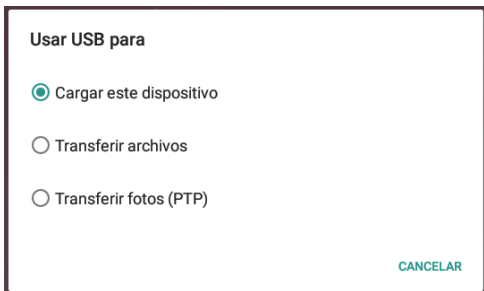 Usar USB para
Cargar este dispositivo
Transferir archivos
Transferir fotos (PTP)
CANCELAR